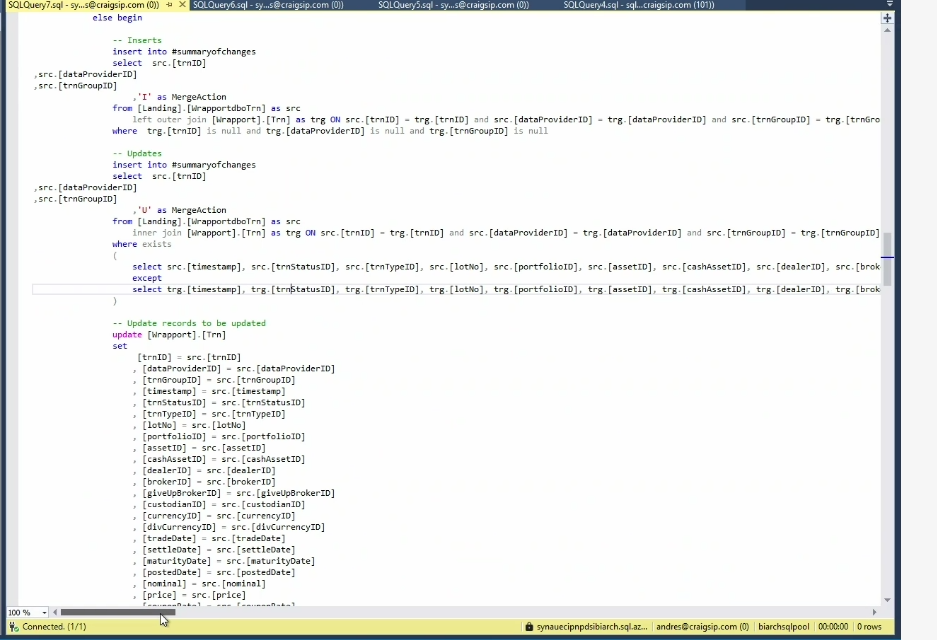 SQLQuery7.sql - sy...s@craigsip.com (0))
SQLQuery6.sql - sy...s@craigsip.com (0))
SQLQuery5.sql - sy...s@craigsip.com (0))
SQLQuery4.sql - sql...craigsip.com (101))
else begin
-- Inserts
insert into #summaryofchanges
select src.[trnID]
,src.[dataProviderID]
,src.[trnGroupID]
,'I' as MergeAction
from [Landing].[WrapportdboTrn] as src
left outer join [Wrapport].[Trn] as trg ON src.[trnID] = trg.[trnID] and src.[dataProviderID] = trg.[dataProviderID] and src.[trnGroupID] = trg.[trnGro
where trg.[trnID] is null and trg.[dataProviderID] is null and trg.[trnGroupID] is null
-- Updates
insert into #summaryofchanges
select src.[trnID]
,src.[dataProviderID]
,src.[trnGroupID]
,'U' as MergeAction
from [Landing].[WrapportdboTrn] as src
inner join [Wrapport].[Trn] as trg ON src.[trnID] = trg.[trnID] and src.[dataProviderID] = trg.[dataProviderID] and src.[trnGroupID] = trg.[trnGroupID]
where exists
(
select src.[timestamp], src.[trnStatusID], src.[trnTypeID], src.[lotNo], src.[portfolioID], src.[assetID], src.[cashAssetID], src.[dealerID], src.[brok
except
select trg.[timestamp], trg.[trnStatusID], trg.[trnTypeID], trg.[lotNo], trg.[portfolioID], trg.[assetID], trg.[cashAssetID], trg.[dealerID], trg.[brok
)
-- Update records to be updated
update [Wrapport].[Trn]
set
[trnID] = src.[trnID]
, [dataProviderID] = src.[dataProviderID]
, [trnGroupID] = src.[trnGroupID]
, [timestamp] = src.[timestamp]
, [trnStatusID] = src.[trnStatusID]
, [trnTypeID] = src.[trnTypeID]
, [lotNo] = src.[lotNo]
, [portfolioID] = src.[portfolioID]
, [assetID] = src.[assetID]
, [cashAssetID] = src.[cashAssetID]
, [dealerID] = src.[dealerID]
, [brokerID] = src.[brokerID]
, [giveUpBrokerID] = src.[giveUpBrokerID]
, [custodianID] = src.[custodianID]
, [currencyID] = src.[currencyID]
, [divCurrencyID] = src.[divCurrencyID]
, [tradeDate] = src.[tradeDate]
, [settleDate] = src.[settleDate]
, [maturityDate] = src.[maturityDate]
, [postedDate] = src.[postedDate]
, [nominal] = src.[nominal]
, [price] = src.[price]
100 %
Connected. (1/1)
synauecipnpdsibiarch.sql.az...
andres@craigsip.com (0)
biarchsqlpool
00:00:00
0 rows